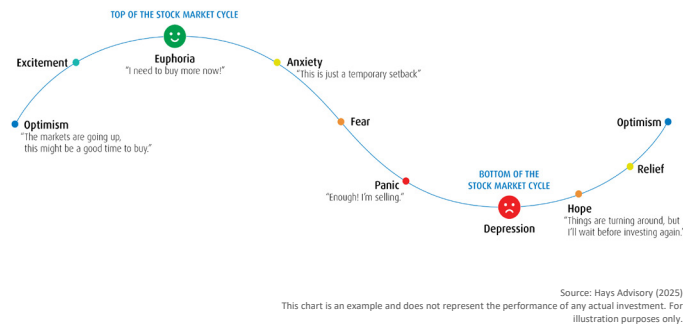 TOP OF THE STOCK MARKET CYCLE
Excitement
Euphoria
"I need to buy more now!"
Anxiety
"This is just a temporary setback"
Optimism
"The markets are going up,
this might be a good time to buy."
Fear
Optimism
Panic
"Enough! I'm selling."
BOTTOM OF THE
STOCK MARKET CYCLE
Depression
Relief
Hope
"Things are turning around, but
I'll wait before investing again."
Source: Hays Advisory (2025)
This chart is an example and does not represent the performance of any actual investment. For
illustration purposes only.